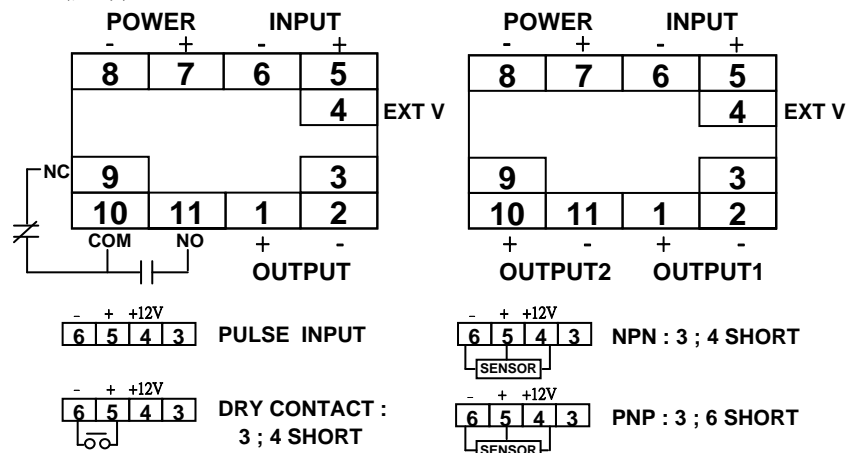 POWER INPUT POWER INPUT
- + - + - + - +
8 7 6 5 8 7 6 5
4 EXT V 4 EXT V
NC 9 3 9 3
10 11 1 2 10 11 1 2
COM NO + - + - + -
OUTPUT OUTPUT2 OUTPUT1
- + +12V - + +12V
6 5 4 3 PULSE INPUT 6 5 4 3 NPN : 3 ; 4 SHORT
SENSOR
- + +12V - + +12V
6 5 4 3 DRY CONTACT : 6 5 4 3 PNP : 3 ; 6 SHORT
3 ; 4 SHORT SENSOR